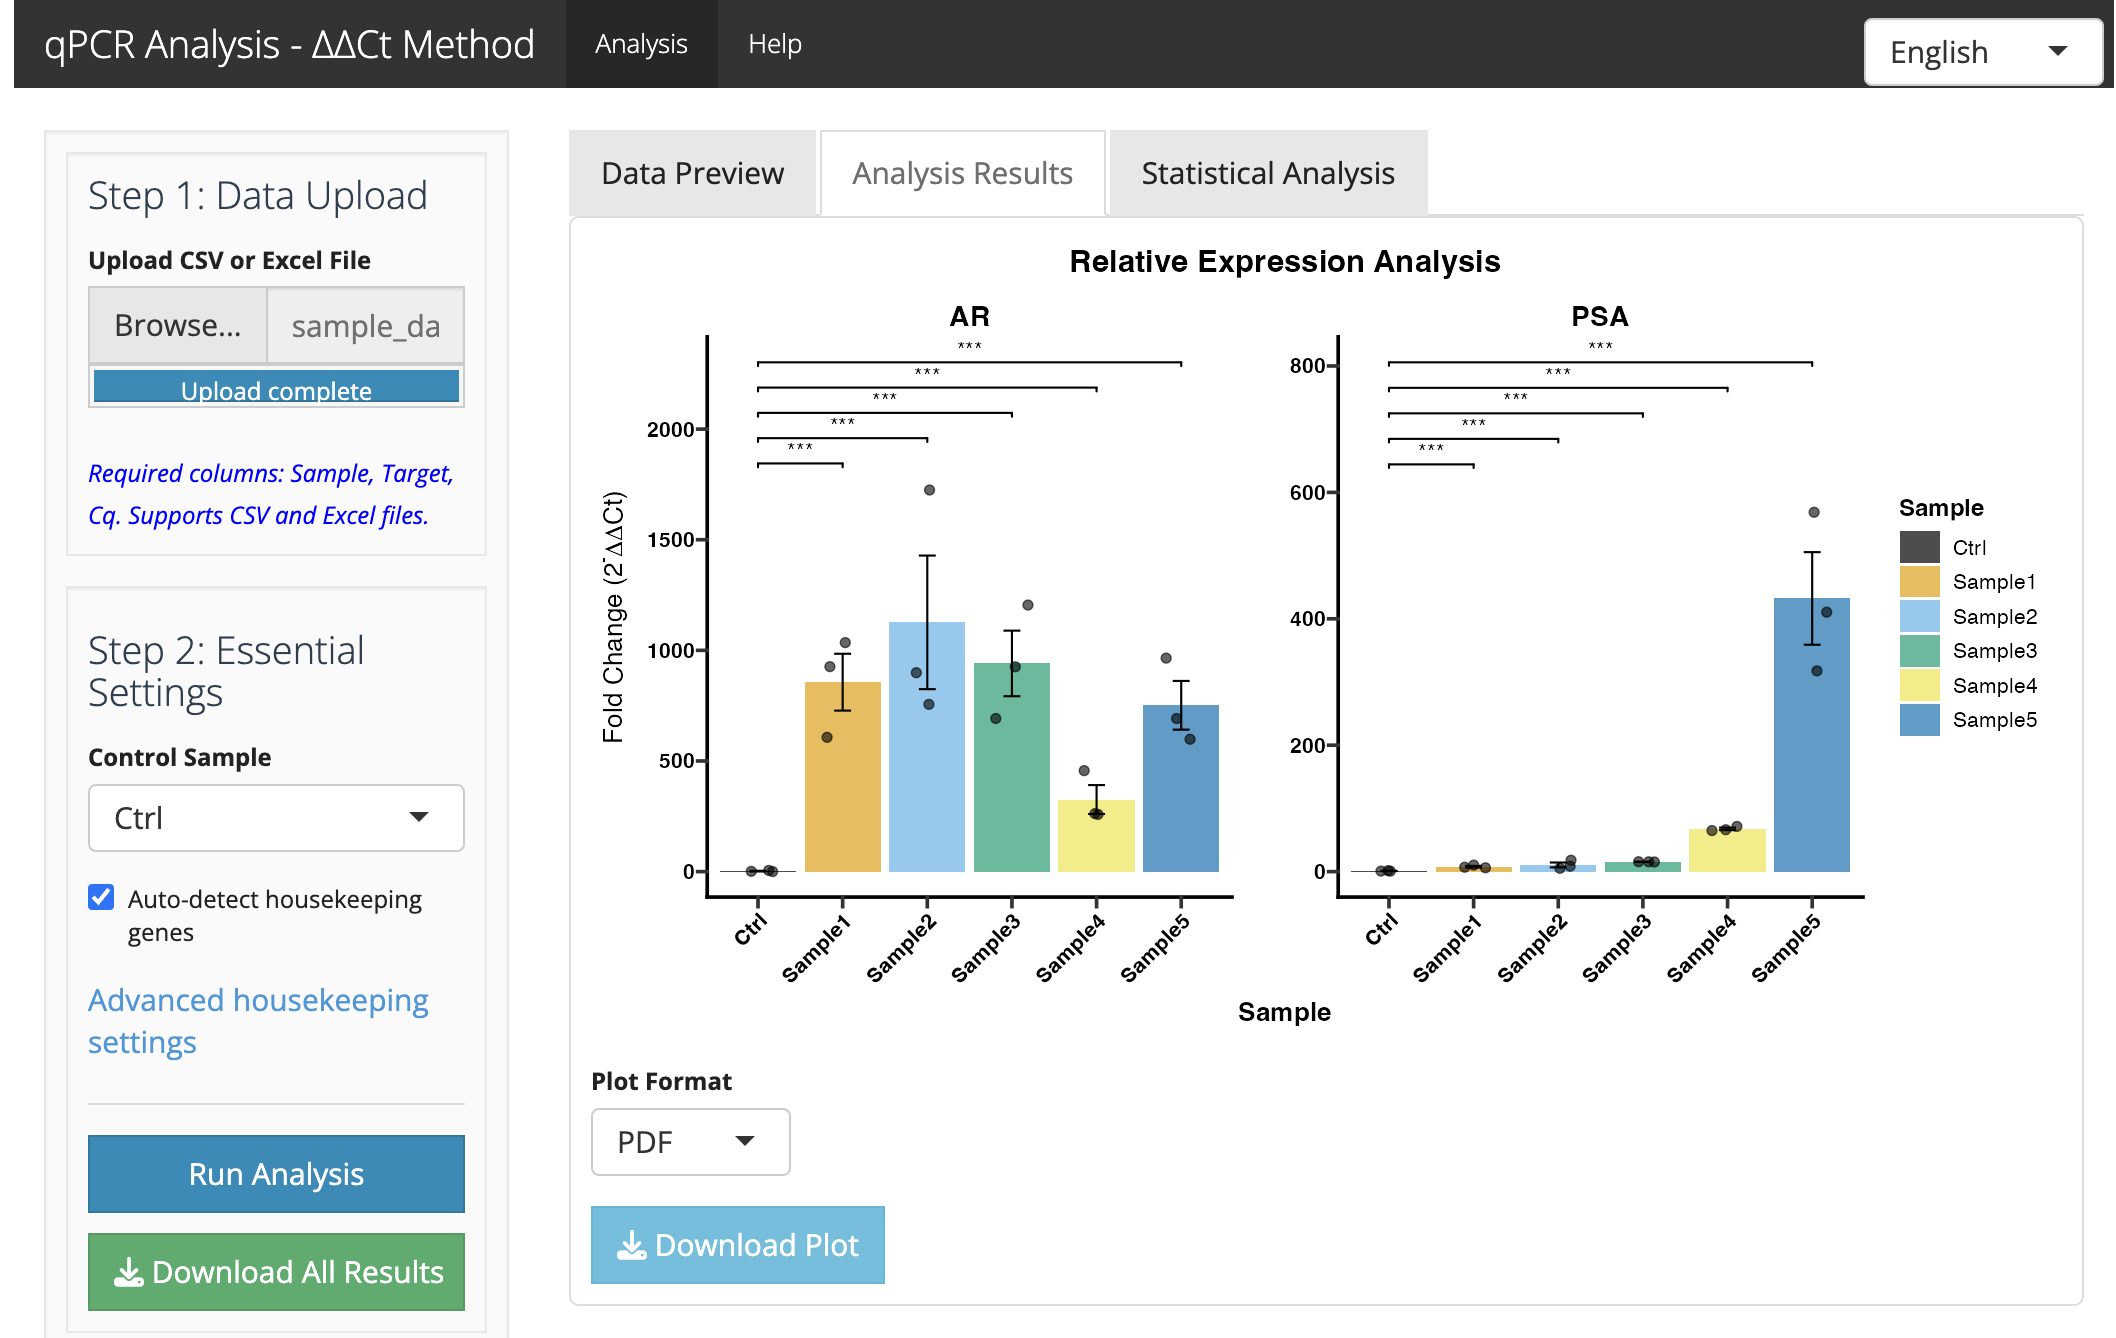 qPCR Analysis - ΔΔCt Method
Analysis
Help
English
Step 1: Data Upload
Upload CSV or Excel File
Browse...
sample_da
Upload complete
Required columns: Sample, Target,
Cq. Supports CSV and Excel files.
Step 2: Essential
Settings
Control Sample
Ctrl
Auto-detect housekeeping
genes
Advanced housekeeping
settings
Run Analysis
Download All Results
Data Preview
Analysis Results
Statistical Analysis
Relative Expression Analysis
AR
***
***
***
***
***
2000
1500
1000
500
0
Fold Change (2^-ΔΔCt)
Ctrl
Sample1
Sample2
Sample3
Sample4
Sample5
PSA
***
***
***
***
***
800
600
400
200
0
Ctrl
Sample1
Sample2
Sample3
Sample4
Sample5
Sample
Sample
Ctrl
Sample1
Sample2
Sample3
Sample4
Sample5
Plot Format
PDF
Download Plot